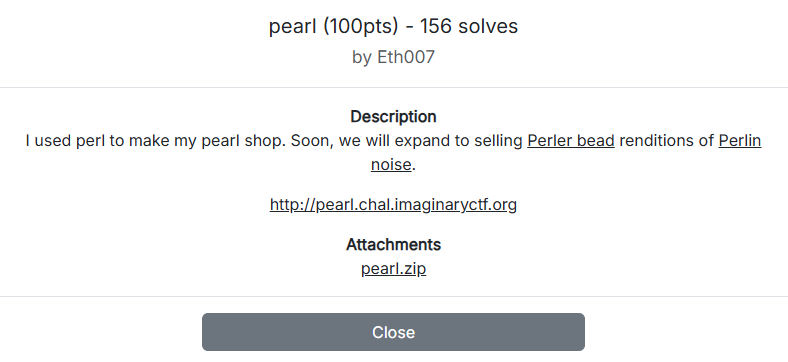 pearl (100pts) - 156 solves
by Eth007
Description
I used perl to make my pearl shop. Soon, we will expand to selling Perler bead renditions of Perlin
noise.
http://pearl.chal.imaginaryctf.org
Attachments
pearl.zip
Close